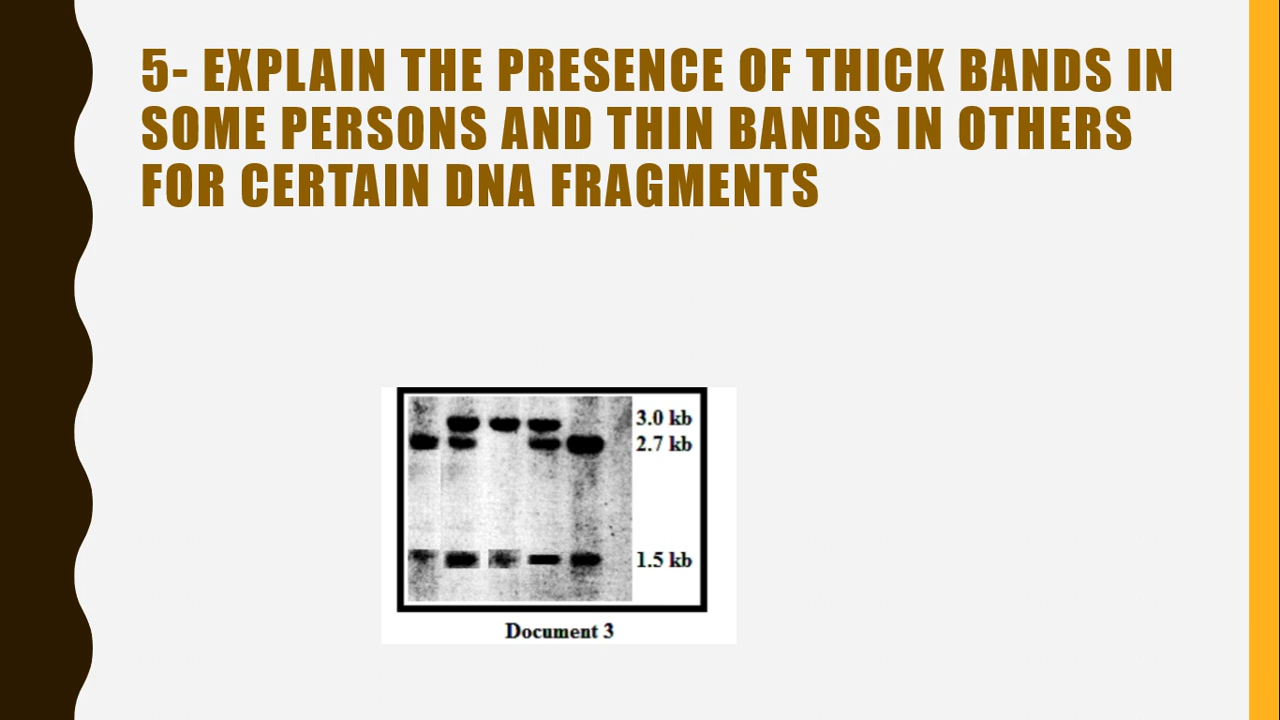 5- EXPLAIN THE PRESENCE OF THICK BANDS IN
SOME PERSONS AND THIN BANDS IN OTHERS
FOR CERTAIN DNA FRAGMENTS
3.0 kb
2.7 kb
1.5 kb
Document 3